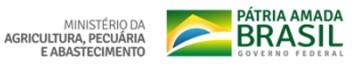 MINISTÉRIO DA
AGRICULTURA, PECUÁRIA
E ABASTECIMENTO
PÁTRIA AMADA
BRASIL
GOVERNO FEDERAL